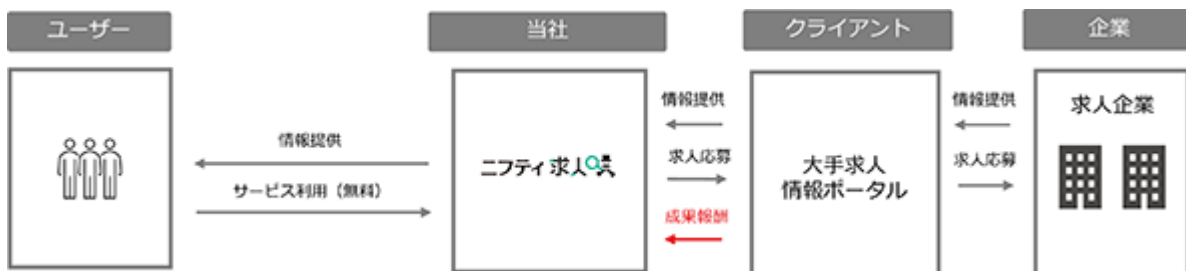 ユーザー
当社
クライアント
企業
情報提供
サービス利用（無料）
ニフティ求人
情報提供
求人応募
成果報酬
大手求人
情報ポータル
情報提供
求人応募
求人企業